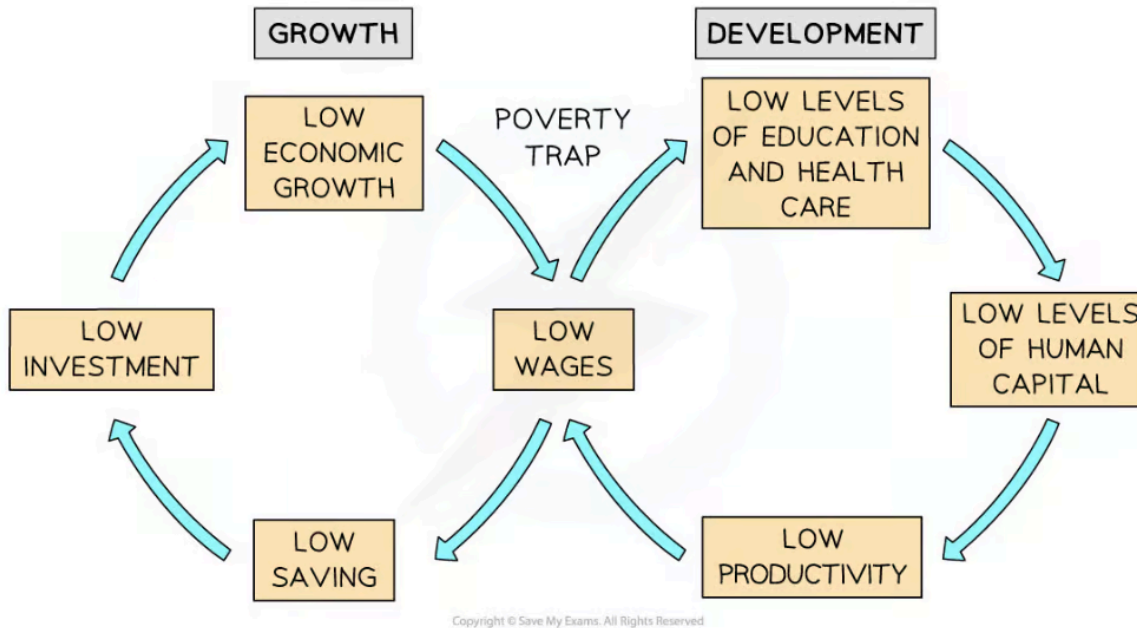 GROWTH
DEVELOPMENT
LOW
ECONOMIC
GROWTH
POVERTY
TRAP
LOW LEVELS
OF EDUCATION
AND HEALTH
CARE
LOW
INVESTMENT
LOW
WAGES
LOW LEVELS
OF HUMAN
CAPITAL
LOW
SAVING
LOW
PRODUCTIVITY
Copyright © Save My Exams. All Rights Reserved